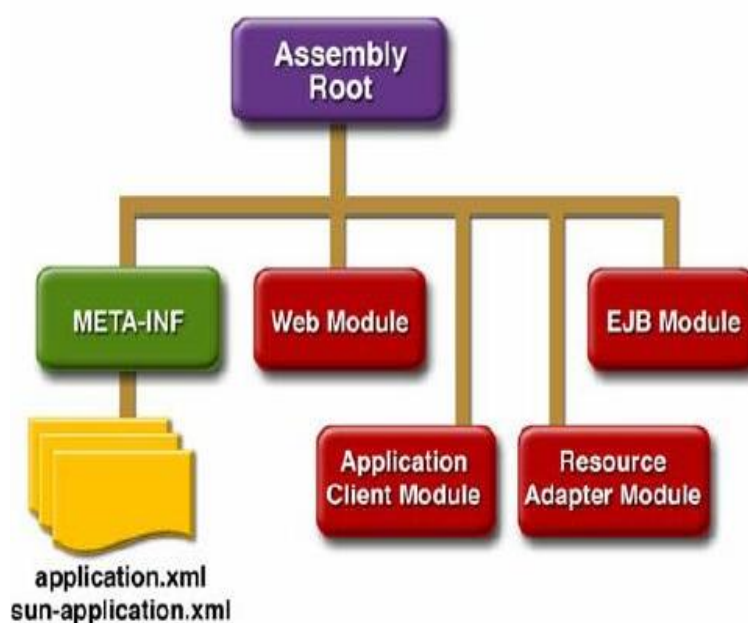 Assembly
Root
META-INF
Web Module
EJB Module
Application
Client Module
Resource
Adapter Module
application.xml
sun-application.xml